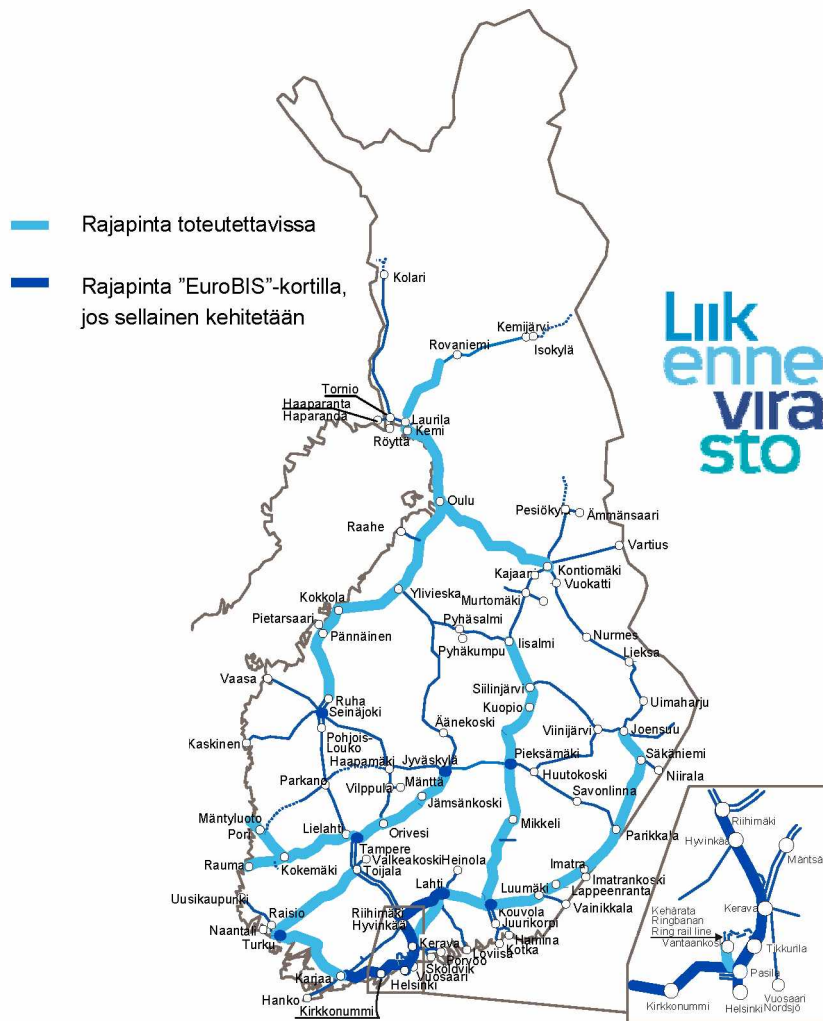 Rajapinta toteutettavissa
Rajapinta "EuroBIS"-kortilla,
jos sellainen kehitetään
Liik
enne
vira
sto
Kolari
Kemijärvi
Rovaniemi
Isokylä
Tornio
Haaparanta
Haparanda
Laurila
Kemi
Röyttä
Oulu
Pesiökylä
Ämmänsaari
Raahe
Vartius
Kontiomäki
Kajaani
Vuokatti
Ylivieska
Murtomäki
Kokkola
Pietarsaari
Pyhäsalmi
Iisalmi
Nurmes
Pännäinen
Pyhäkumpu
Lieksa
Vaasa
Siilinjärvi
Ruha
Kuopio
Uimaharju
Seinäjoki
Äänekoski
Viinijärvi
Joensuu
Kaskinen
Pohjois-
Louko
Haapamäki
Jyväskylä
Pieksämäki
Säkäniemi
Huutokoski
Niirala
Parkano
Vilppula
Mänttä
Savonlinna
Jämsänkoski
Mäntyluoto
Pori
Lielahti
Orivesi
Mikkeli
Parikkala
Tampere
Valkeakoski
Heinola
Rauma
Kokemäki
Toijala
Imatra
Imatrankoski
Lahti
Luumäki
Lappeenranta
Uusikaupunki
Raisio
Riihimäki
Hyvinkää
Kouvola
Vainikkala
Juurikorpi
Naantali
Turku
Hamina
Kotka
Kerava
Loviisa
Porvoo
Sköldvik
Karjaa
Vuosaari
Helsinki
Hanko
Kirkkonummi
Riihimäki
Hyvinkää
Mäntsä
Kerava
Kehärata
Ringbanan
Ring rail line
Vantaankoski
Tikkurila
Pasila
Kirkkonummi
Helsinki
Vuosaari
Nordsjö